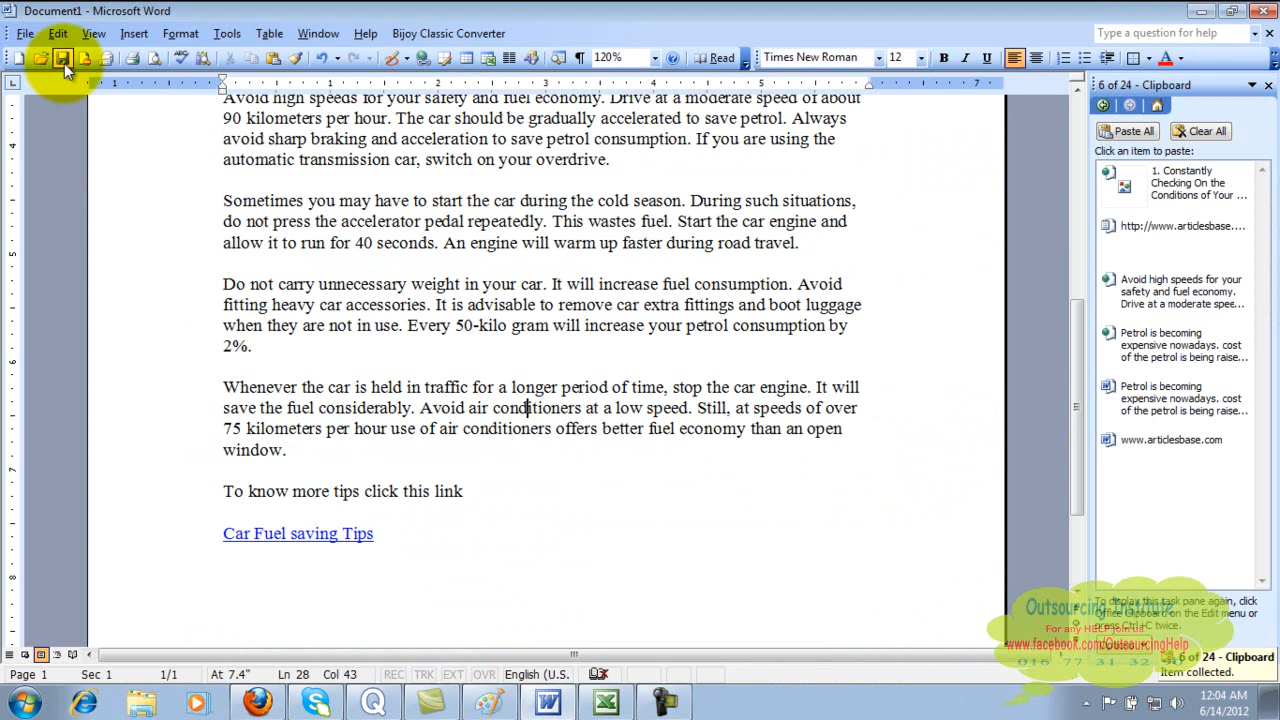 Document1 - Microsoft Word
File Edit View Insert Format Tools Table Window Help Bijoy Classic Converter
Type a question for help
120% Read Times New Roman 12 B I U
1 1 2 3 4 5 7
6 of 24 - Clipboard
Paste All Clear All
Click an item to paste:
1. Constantly
Checking On the
Conditions of Your ...
http://www.articlesbase....
Avoid high speeds for your
safety and fuel economy.
Drive at a moderate spee...
Petrol is becoming
expensive nowadays. cost
of the petrol is being raise...
Petrol is becoming
expensive nowadays. cost
of the petrol is being raise...
www.articlesbase.com
To display this task pane again, click
Office Clipboard on the Edit menu or
press Ctrl+C twice.
Avoid high speeds for your safety and fuel economy. Drive at a moderate speed of about
90 kilometers per hour. The car should be gradually accelerated to save petrol. Always
avoid sharp braking and acceleration to save petrol consumption. If you are using the
automatic transmission car, switch on your overdrive.
Sometimes you may have to start the car during the cold season. During such situations,
do not press the accelerator pedal repeatedly. This wastes fuel. Start the car engine and
allow it to run for 40 seconds. An engine will warm up faster during road travel.
Do not carry unnecessary weight in your car. It will increase fuel consumption. Avoid
fitting heavy car accessories. It is advisable to remove car extra fittings and boot luggage
when they are not in use. Every 50-kilo gram will increase your petrol consumption by
2%.
Whenever the car is held in traffic for a longer period of time, stop the car engine. It will
save the fuel considerably. Avoid air conditioners at a low speed. Still, at speeds of over
75 kilometers per hour use of air conditioners offers better fuel economy than an open
window.
To know more tips click this link
Car Fuel saving Tips
Outsourcing Institute
For any HELP join us
www.facebook.com/OutsourcingHelp
016 77 31 32
6 of 24 - Clipboard
Item collected.
Page 1 Sec 1 1/1 At 7.4" Ln 28 Col 43 REC TRK EXT OVR English (U.S.
12:04 AM
6/14/2012